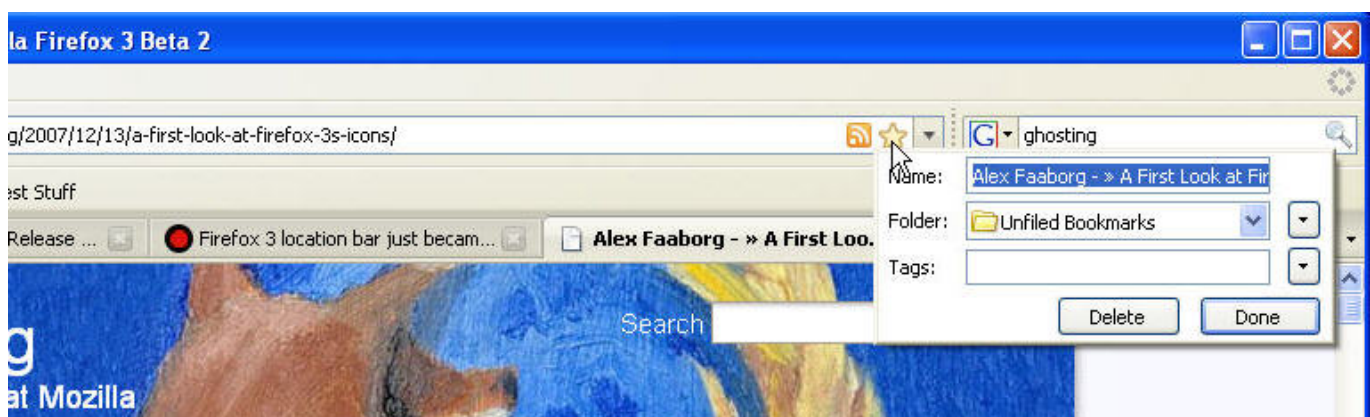 la Firefox 3 Beta 2
g/2007/12/13/a-first-look-at-firefox-3s-icons/
G ghosting
est Stuff
Name: Alex Faaborg - » A First Look at Fir
Folder: Unfiled Bookmarks
Tags:
Delete Done
Release ... Firefox 3 location bar just becam... Alex Faaborg - » A First Loo.
Search
g
at Mozilla